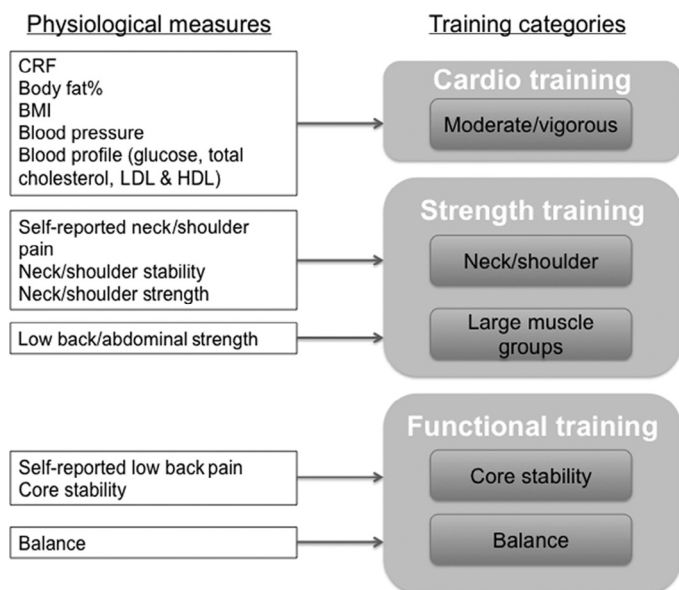 Physiological measures
Training categories
CRF
Body fat%
BMI
Blood pressure
Blood profile (glucose, total
cholesterol, LDL & HDL)
Cardio training
Moderate/vigorous
Self-reported neck/shoulder
pain
Neck/shoulder stability
Neck/shoulder strength
Low back/abdominal strength
Strength training
Neck/shoulder
Large muscle
groups
Self-reported low back pain
Core stability
Balance
Functional training
Core stability
Balance